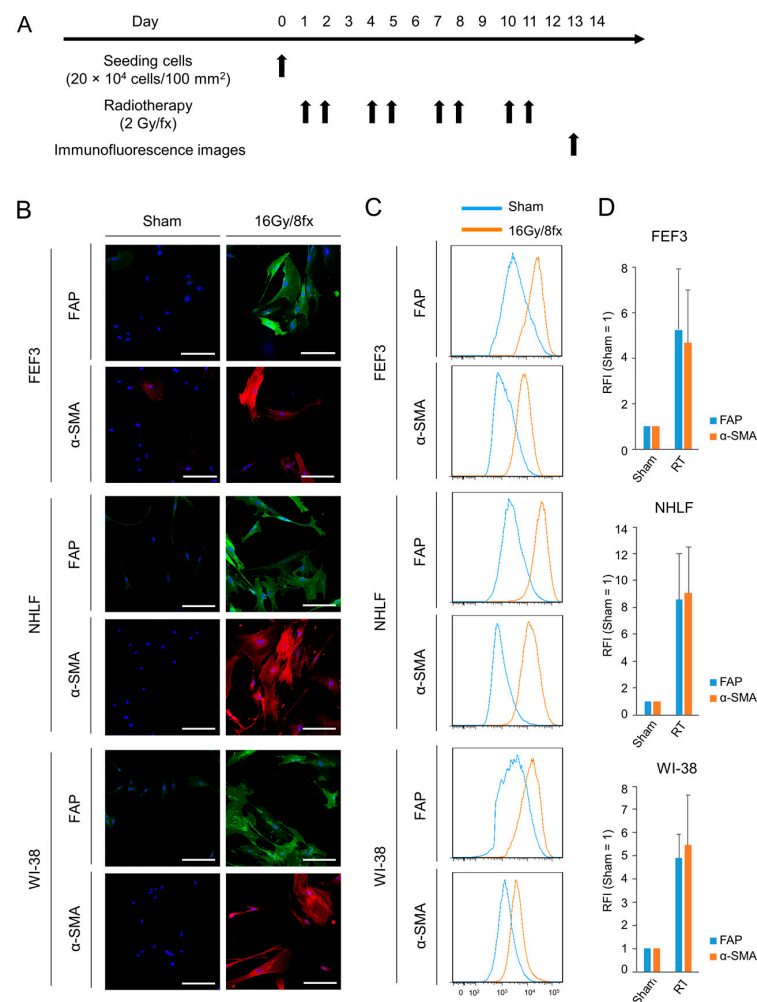 A
Day 0 1 2 3 4 5 6 7 8 9 10 11 12 13 14
Seeding cells
(20 × 10⁴ cells/100 mm²)
Radiotherapy
(2 Gy/fx)
Immunofluorescence images
B
Sham 16Gy/8fx
FEF3
FAP
α-SMA
NHLF
FAP
α-SMA
WI-38
FAP
α-SMA
C
Sham
16Gy/8fx
FEF3
FAP
α-SMA
NHLF
FAP
α-SMA
WI-38
FAP
α-SMA
0 10² 10³ 10⁴ 10⁵
D
FEF3
RFI (Sham = 1)
8
6
4
2
0
Sham RT
FAP
α-SMA
NHLF
RFI (Sham = 1)
14
12
10
8
6
4
2
0
Sham RT
FAP
α-SMA
WI-38
RFI (Sham = 1)
8
7
6
5
4
3
2
1
0
Sham RT
FAP
α-SMA